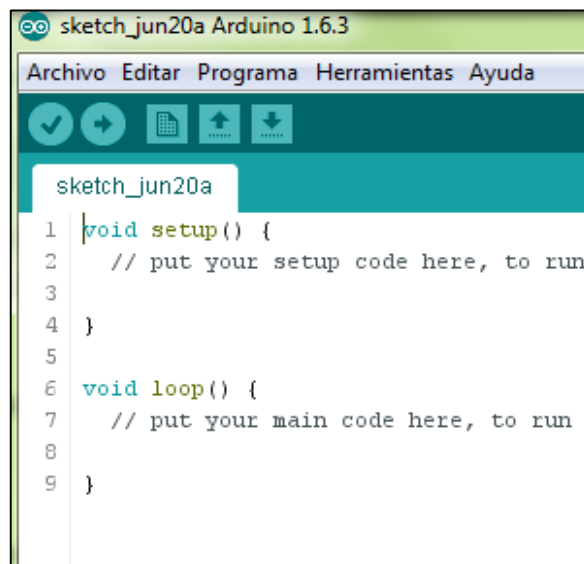 sketch_jun20a Arduino 1.6.3
Archivo Editar Programa Herramientas Ayuda
sketch_jun20a
1 void setup() {
2 // put your setup code here, to run
3
4 }
5
6 void loop() {
7 // put your main code here, to run
8
9 }